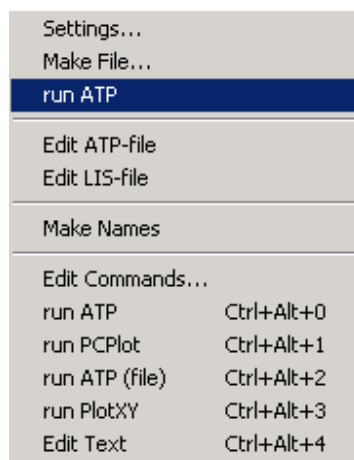 Settings...
Make File...
run ATP
Edit ATP-file
Edit LIS-file
Make Names
Edit Commands...
run ATP Ctrl+Alt+0
run PCPlot Ctrl+Alt+1
run ATP (file) Ctrl+Alt+2
run PlotXY Ctrl+Alt+3
Edit Text Ctrl+Alt+4